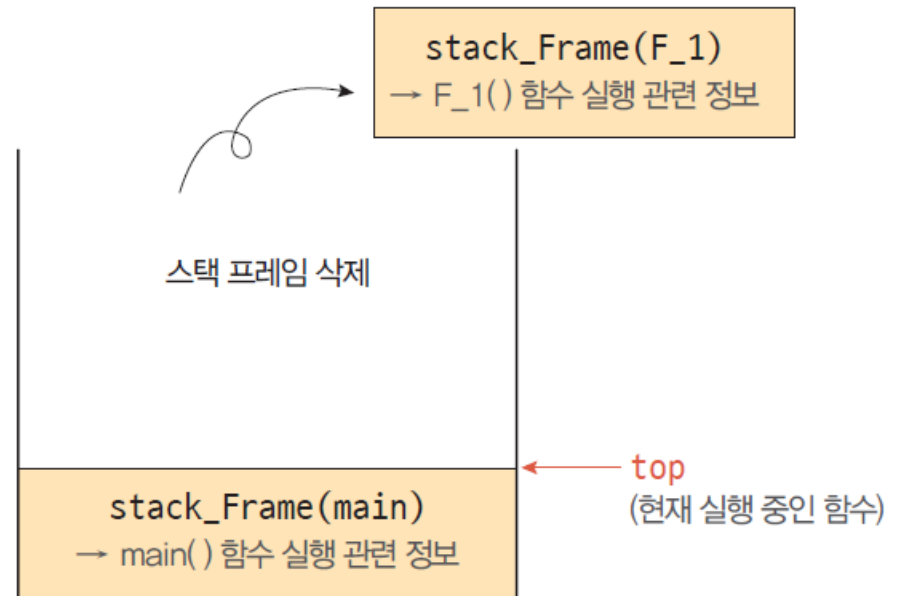 stack_Frame(F_1)
→ F_1( ) 함수 실행 관련 정보
스택 프레임 삭제
top
(현재 실행 중인 함수)
stack_Frame(main)
→ main( ) 함수 실행 관련 정보